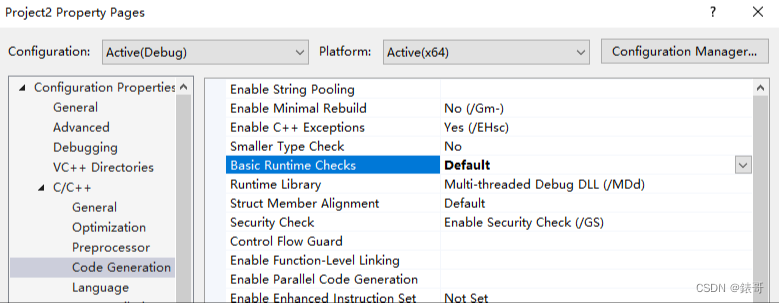 Project2 Property Pages ? ×
Configuration: Active(Debug) Platform: Active(x64) Configuration Manager...
Configuration Properties
General
Advanced
Debugging
VC++ Directories
C/C++
General
Optimization
Preprocessor
Code Generation
Language
Enable String Pooling
Enable Minimal Rebuild No (/Gm-)
Enable C++ Exceptions Yes (/EHsc)
Smaller Type Check No
Basic Runtime Checks Default
Runtime Library Multi-threaded Debug DLL (/MDd)
Struct Member Alignment Default
Security Check Enable Security Check (/GS)
Control Flow Guard
Enable Function-Level Linking
Enable Parallel Code Generation
Enable Enhanced Instruction Set Not Set
CSDN @錶哥